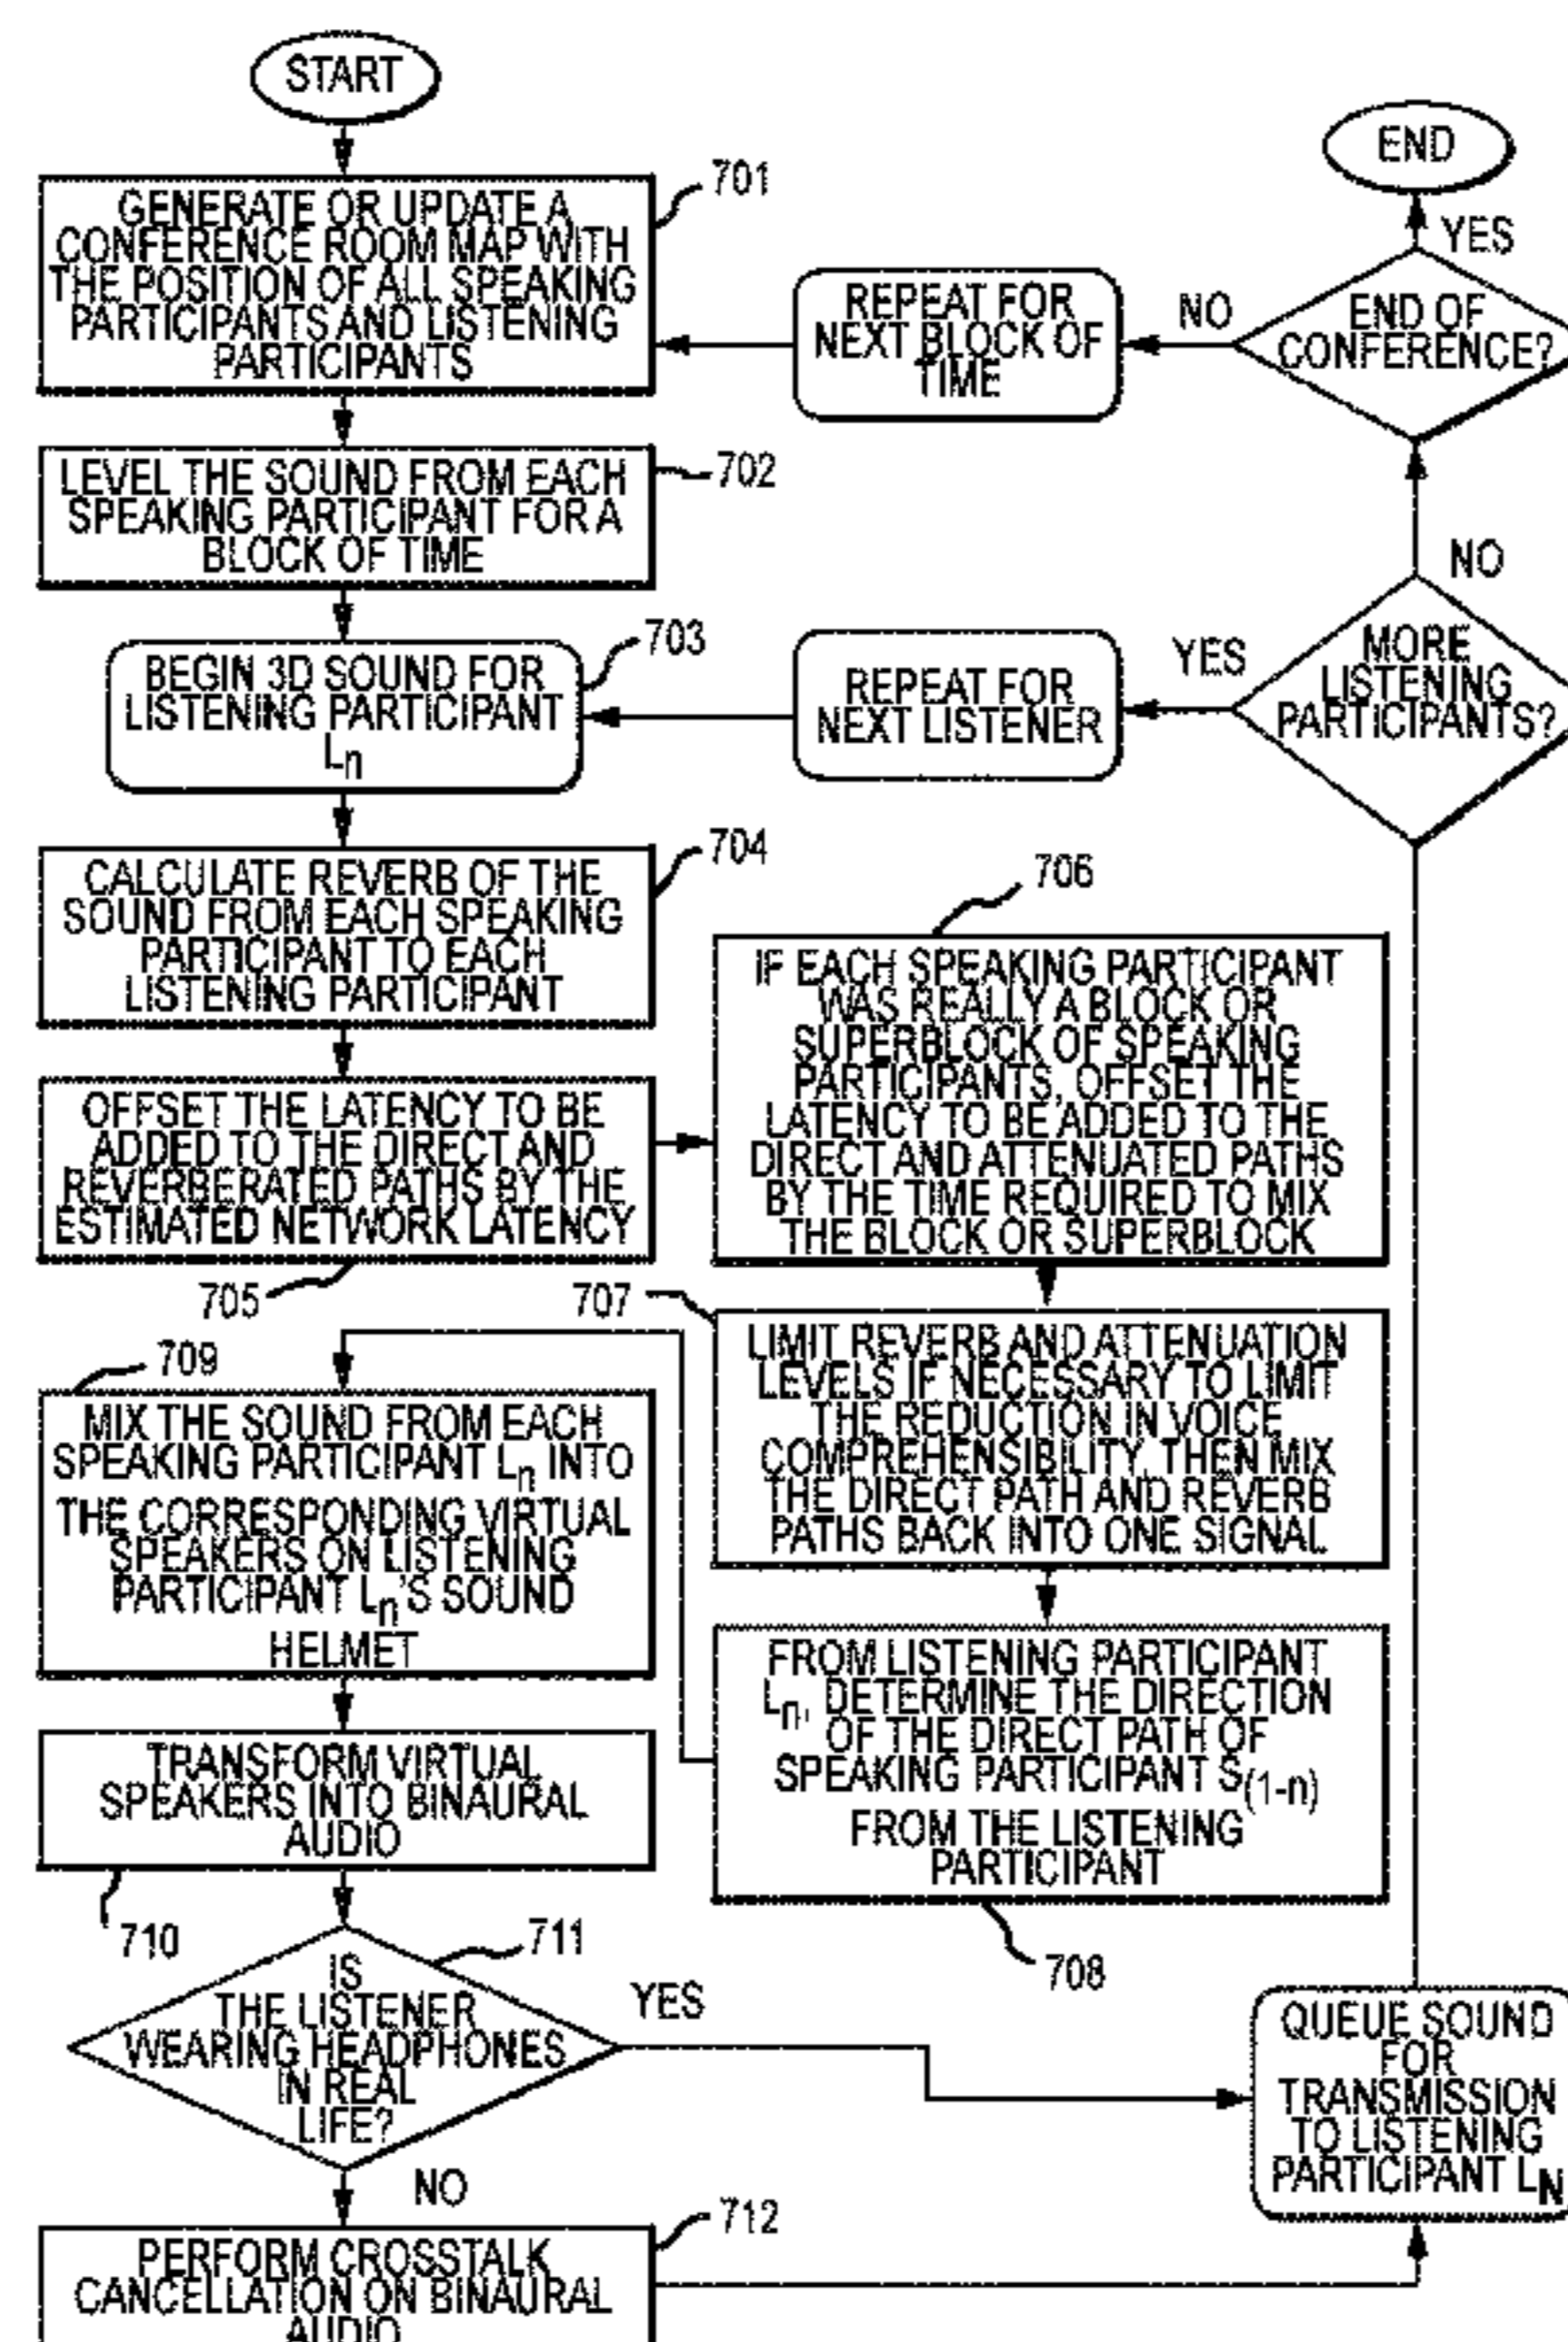 START
701
GENERATE OR UPDATE A
CONFERENCE ROOM MAP WITH
THE POSITION OF ALL SPEAKING
PARTICIPANTS AND LISTENING
PARTICIPANTS
702
LEVEL THE SOUND FROM EACH
SPEAKING PARTICIPANT FOR A
BLOCK OF TIME
703
BEGIN 3D SOUND FOR
LISTENING PARTICIPANT
Ln
704
CALCULATE REVERB OF THE
SOUND FROM EACH SPEAKING
PARTICIPANT TO EACH
LISTENING PARTICIPANT
OFFSET THE LATENCY TO BE
ADDED TO THE DIRECT AND
REVERBERATED PATHS BY THE
ESTIMATED NETWORK LATENCY
705
706
IF EACH SPEAKING PARTICIPANT
WAS REALLY A BLOCK OR
SUPERBLOCK OF SPEAKING
PARTICIPANTS, OFFSET THE
LATENCY TO BE ADDED TO THE
DIRECT AND ATTENUATED PATHS
BY THE TIME REQUIRED TO MIX
THE BLOCK OR SUPERBLOCK
707
LIMIT REVERB AND ATTENUATION
LEVELS IF NECESSARY TO LIMIT
THE REDUCTION IN VOICE
COMPREHENSIBILITY, THEN MIX
THE DIRECT PATH AND REVERB
PATHS BACK INTO ONE SIGNAL
FROM LISTENING PARTICIPANT
Ln, DETERMINE THE DIRECTION
OF THE DIRECT PATH OF
SPEAKING PARTICIPANT S(1-n)
FROM THE LISTENING
PARTICIPANT
708
709
MIX THE SOUND FROM EACH
SPEAKING PARTICIPANT Ln INTO
THE CORRESPONDING VIRTUAL
SPEAKERS ON LISTENING
PARTICIPANT Ln'S SOUND
HELMET
TRANSFORM VIRTUAL
SPEAKERS INTO BINAURAL
AUDIO
710
711
IS
THE LISTENER
WEARING HEADPHONES
IN REAL
LIFE?
YES
NO
712
PERFORM CROSSTALK
CANCELLATION ON BINAURAL
AUDIO
QUEUE SOUND
FOR
TRANSMISSION
TO LISTENING
PARTICIPANT LN
MORE
LISTENING
PARTICIPANTS?
YES
REPEAT FOR
NEXT LISTENER
NO
END OF
CONFERENCE?
NO
REPEAT FOR
NEXT BLOCK OF
TIME
YES
END